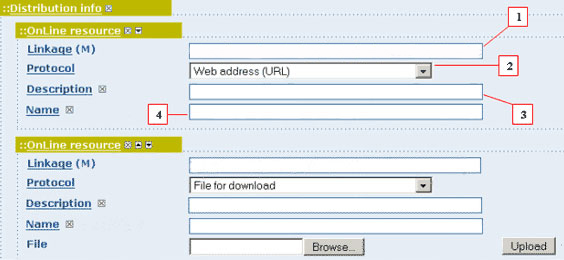 ::Distribution info
1
::OnLine resource
Linkage (M)
Protocol Web address (URL) 2
Description
Name 4 3
::OnLine resource
Linkage (M)
Protocol File for download
Description
Name
File Browse... Upload